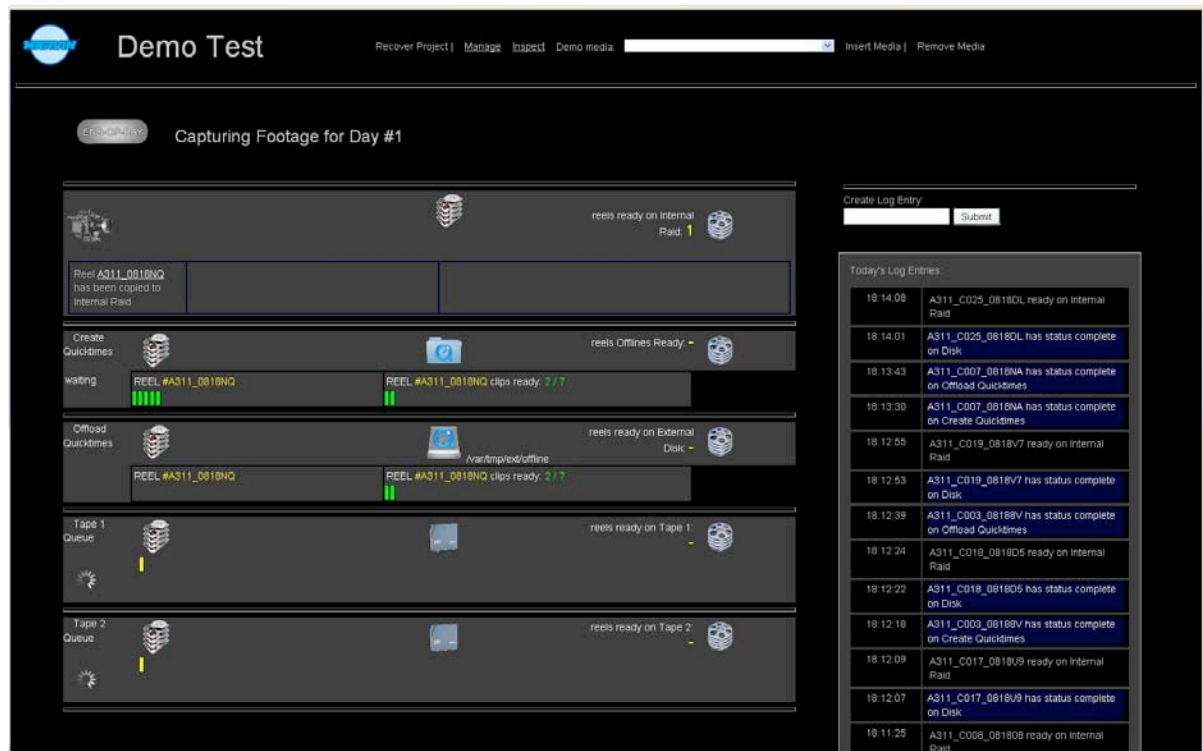 Demo Test
Recover Project | Manage Inspect Demo media: Insert Media | Remove Media
END-OF-DAY
Capturing Footage for Day #1
reels ready on Internal
Raid: 1
Reel A311_0818NQ
has been copied to
Internal Raid
Create
Quicktimes
reels Offlines Ready: -
waiting
REEL #A311_0818NQ
REEL #A311_0818NQ clips ready: 2 / 7
Offload
Quicktimes
/var/tmp/ext/offline
reels ready on External
Disk: -
REEL #A311_0818NQ
REEL #A311_0818NQ clips ready: 2 / 7
Tape 1
Queue
reels ready on Tape 1:
-
Tape 2
Queue
reels ready on Tape 2:
-
Create Log Entry:
Submit
Today's Log Entries:
18:14:08 A311_C025_0818DL ready on Internal
Raid
18:14:01 A311_C025_0818DL has status complete
on Disk
18:13:43 A311_C007_0818NA has status complete
on Offload Quicktimes
18:13:30 A311_C007_0818NA has status complete
on Create Quicktimes
18:12:55 A311_C019_0818V7 ready on Internal
Raid
18:12:53 A311_C019_0818V7 has status complete
on Disk
18:12:39 A311_C003_08188V has status complete
on Offload Quicktimes
18:12:24 A311_C018_0818D5 ready on Internal
Raid
18:12:22 A311_C018_0818D5 has status complete
on Disk
18:12:18 A311_C003_08188V has status complete
on Create Quicktimes
18:12:09 A311_C017_0818U9 ready on Internal
Raid
18:12:07 A311_C017_0818U9 has status complete
on Disk
18:11:25 A311_C008_081808 ready on Internal
Raid